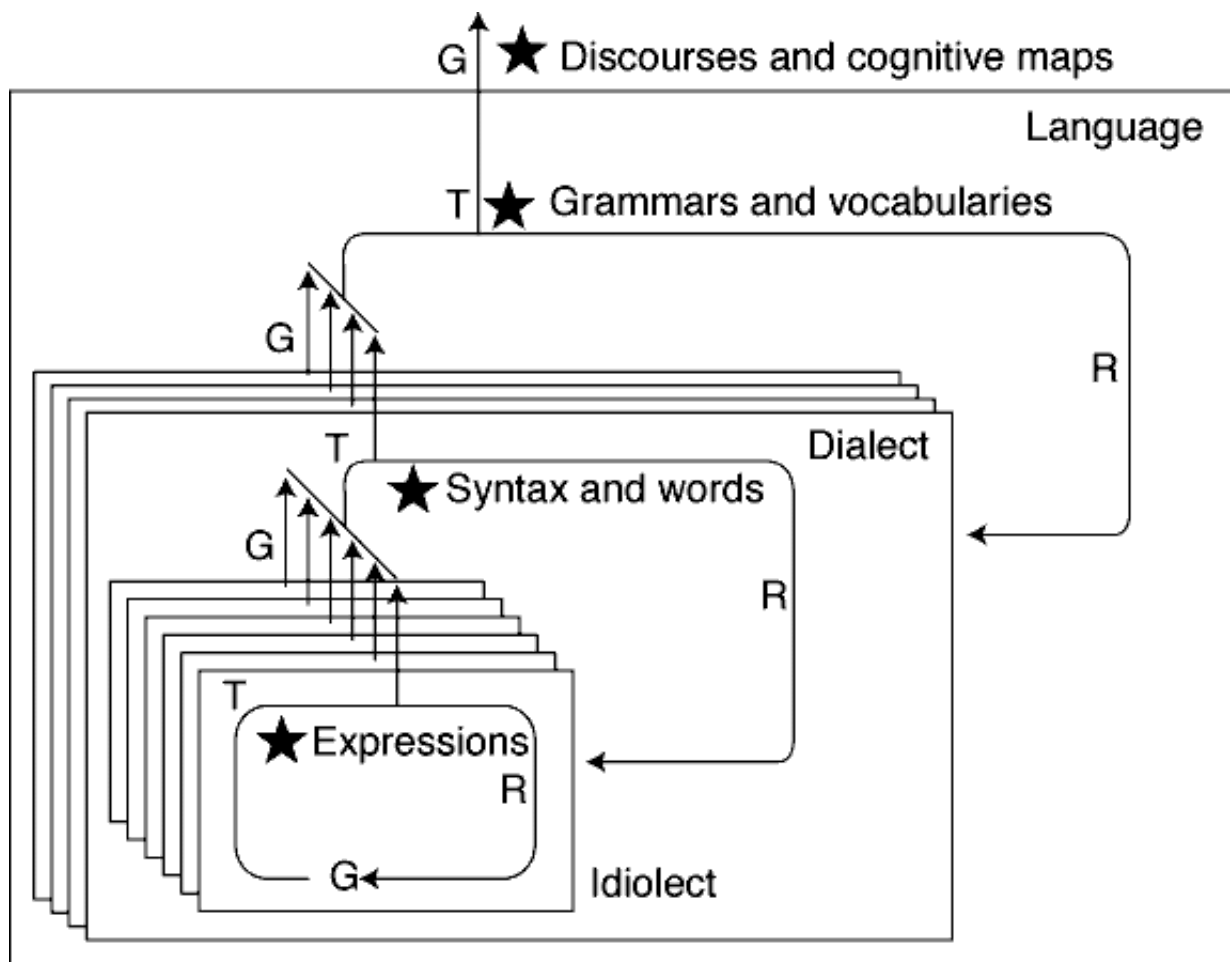 G ★ Discourses and cognitive maps
Language
T ★ Grammars and vocabularies
G
R
Dialect
T
★ Syntax and words
G
R
T
★ Expressions
R
G
Idiolect